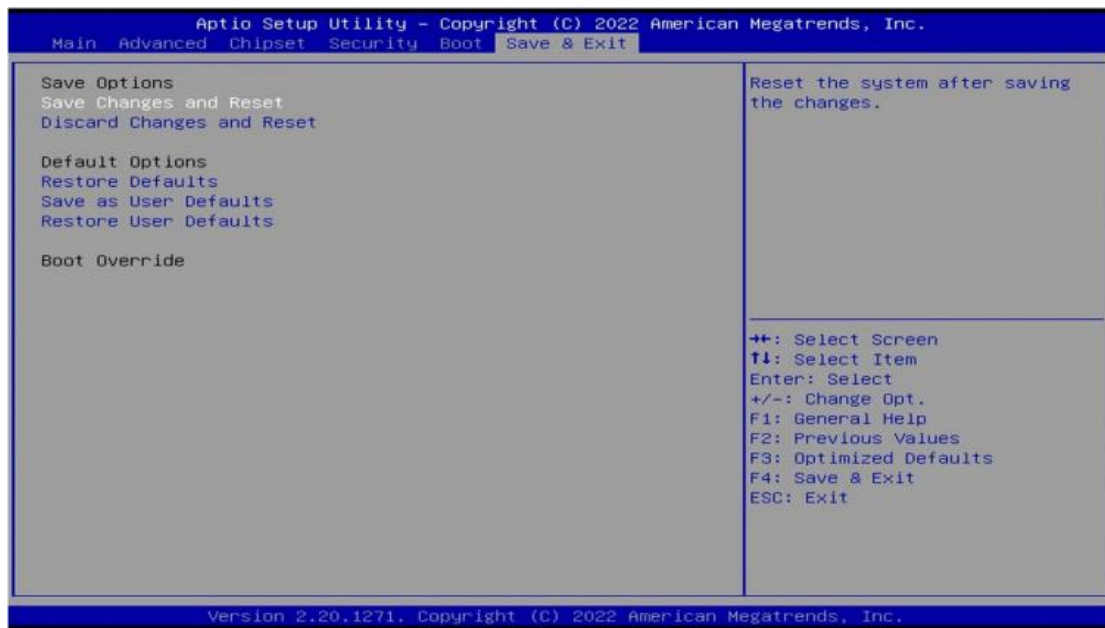 Aptio Setup Utility – Copyright (C) 2022 American Megatrends, Inc.
Main Advanced Chipset Security Boot Save & Exit
Save Options
Save Changes and Reset
Discard Changes and Reset
Default Options
Restore Defaults
Save as User Defaults
Restore User Defaults
Boot Override
Reset the system after saving
the changes.
→←: Select Screen
↑↓: Select Item
Enter: Select
+/-: Change Opt.
F1: General Help
F2: Previous Values
F3: Optimized Defaults
F4: Save & Exit
ESC: Exit
Version 2.20.1271. Copyright (C) 2022 American Megatrends, Inc.